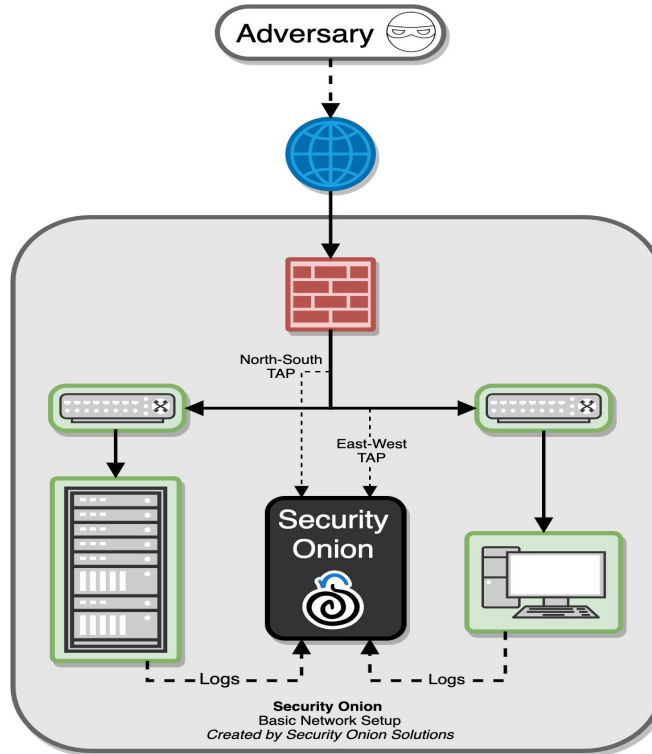 Adversary
North-South
TAP
East-West
TAP
Security
Onion
Logs
Logs
Security Onion
Basic Network Setup
Created by Security Onion Solutions